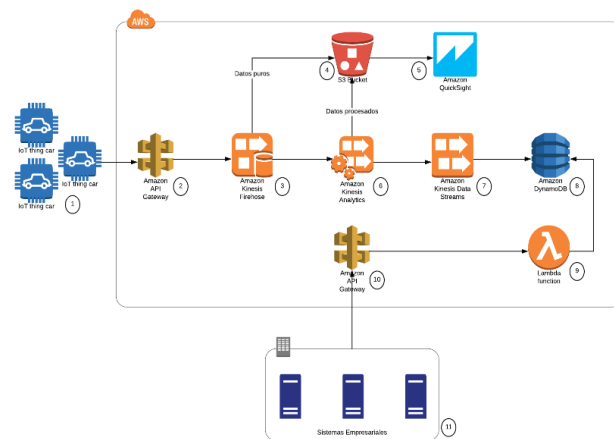 AWS
4
S3 Bucket
5
Amazon
QuickSight
Datos puros
Datos procesados
IoT thing car
IoT thing car
IoT thing car
1
Amazon
API
Gateway
2
Amazon
Kinesis
Firehose
3
Amazon
Kinesis
Analytics
6
Amazon
Kinesis Data
Streams
7
Amazon
DynamoDB
8
Amazon
API
Gateway
10
Lambda
function
9
Sistemas Empresariales
11